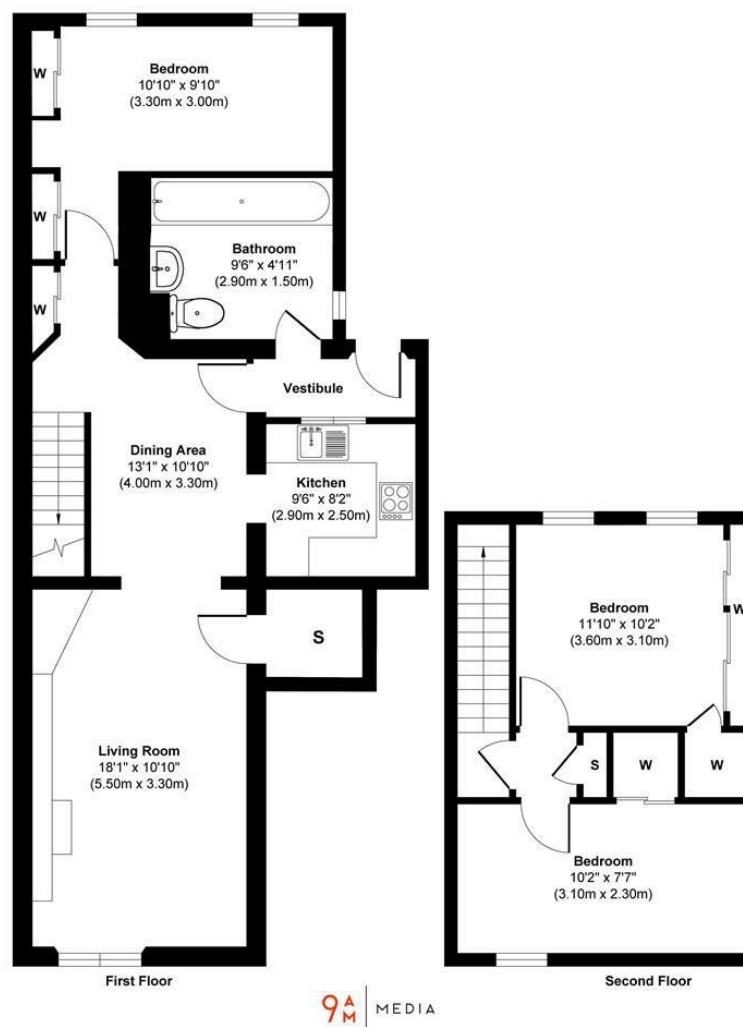 W
Bedroom
10'10" x 9'10"
(3.30m x 3.00m)
W
W
Bathroom
9'6" x 4'11"
(2.90m x 1.50m)
Vestibule
Dining Area
13'1" x 10'10"
(4.00m x 3.30m)
Kitchen
9'6" x 8'2"
(2.90m x 2.50m)
S
Living Room
18'1" x 10'10"
(5.50m x 3.30m)
First Floor
Bedroom
11'10" x 10'2"
(3.60m x 3.10m)
W
S
W
W
Bedroom
10'2" x 7'7"
(3.10m x 2.30m)
Second Floor
9AM MEDIA